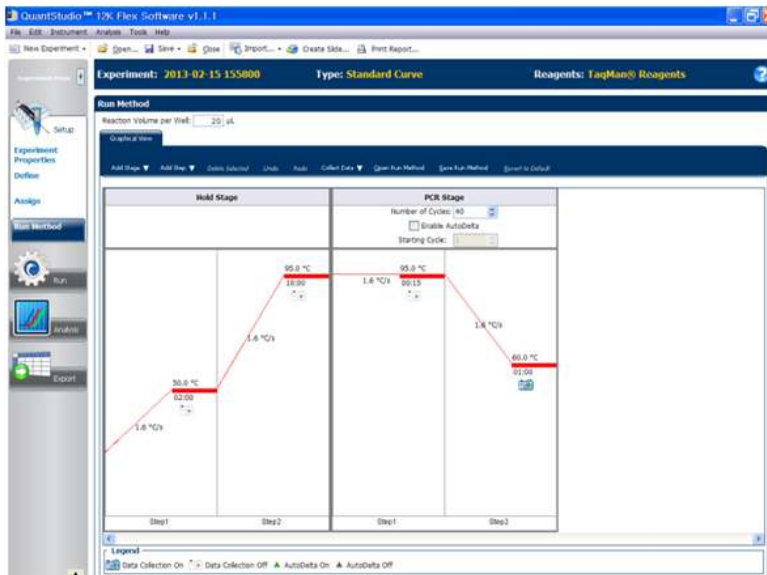 QuantStudio™ 12K Flex Software v1.1.1
File Edit Instrument Analysis Tools Help
New Experiment Open... Save Close Import... Create Slide... Print Report...
Experiment: 2013-02-15 155800 Type: Standard Curve Reagents: TaqMan® Reagents
Setup
Experiment Properties
Define
Assign
Run Method
Run
Analysis
Export
Run Method
Reaction Volume per Well: 20 µL
Graphical View
Add Stage Add Step Delete Selected Undo Redo Collect Data Open Run Method Save Run Method Revert to Default
Hold Stage PCR Stage
Number of Cycles: 40
Enable AutoDelta
Starting Cycle:
95.0 °C 95.0 °C
10:00 1.6 °C/s 00:15
1.6 °C/s 1.6 °C/s
60.0 °C
01:00
50.0 °C
02:00
1.6 °C/s
Step1 Step2 Step1 Step2
Legend
Data Collection On Data Collection Off AutoDelta On AutoDelta Off